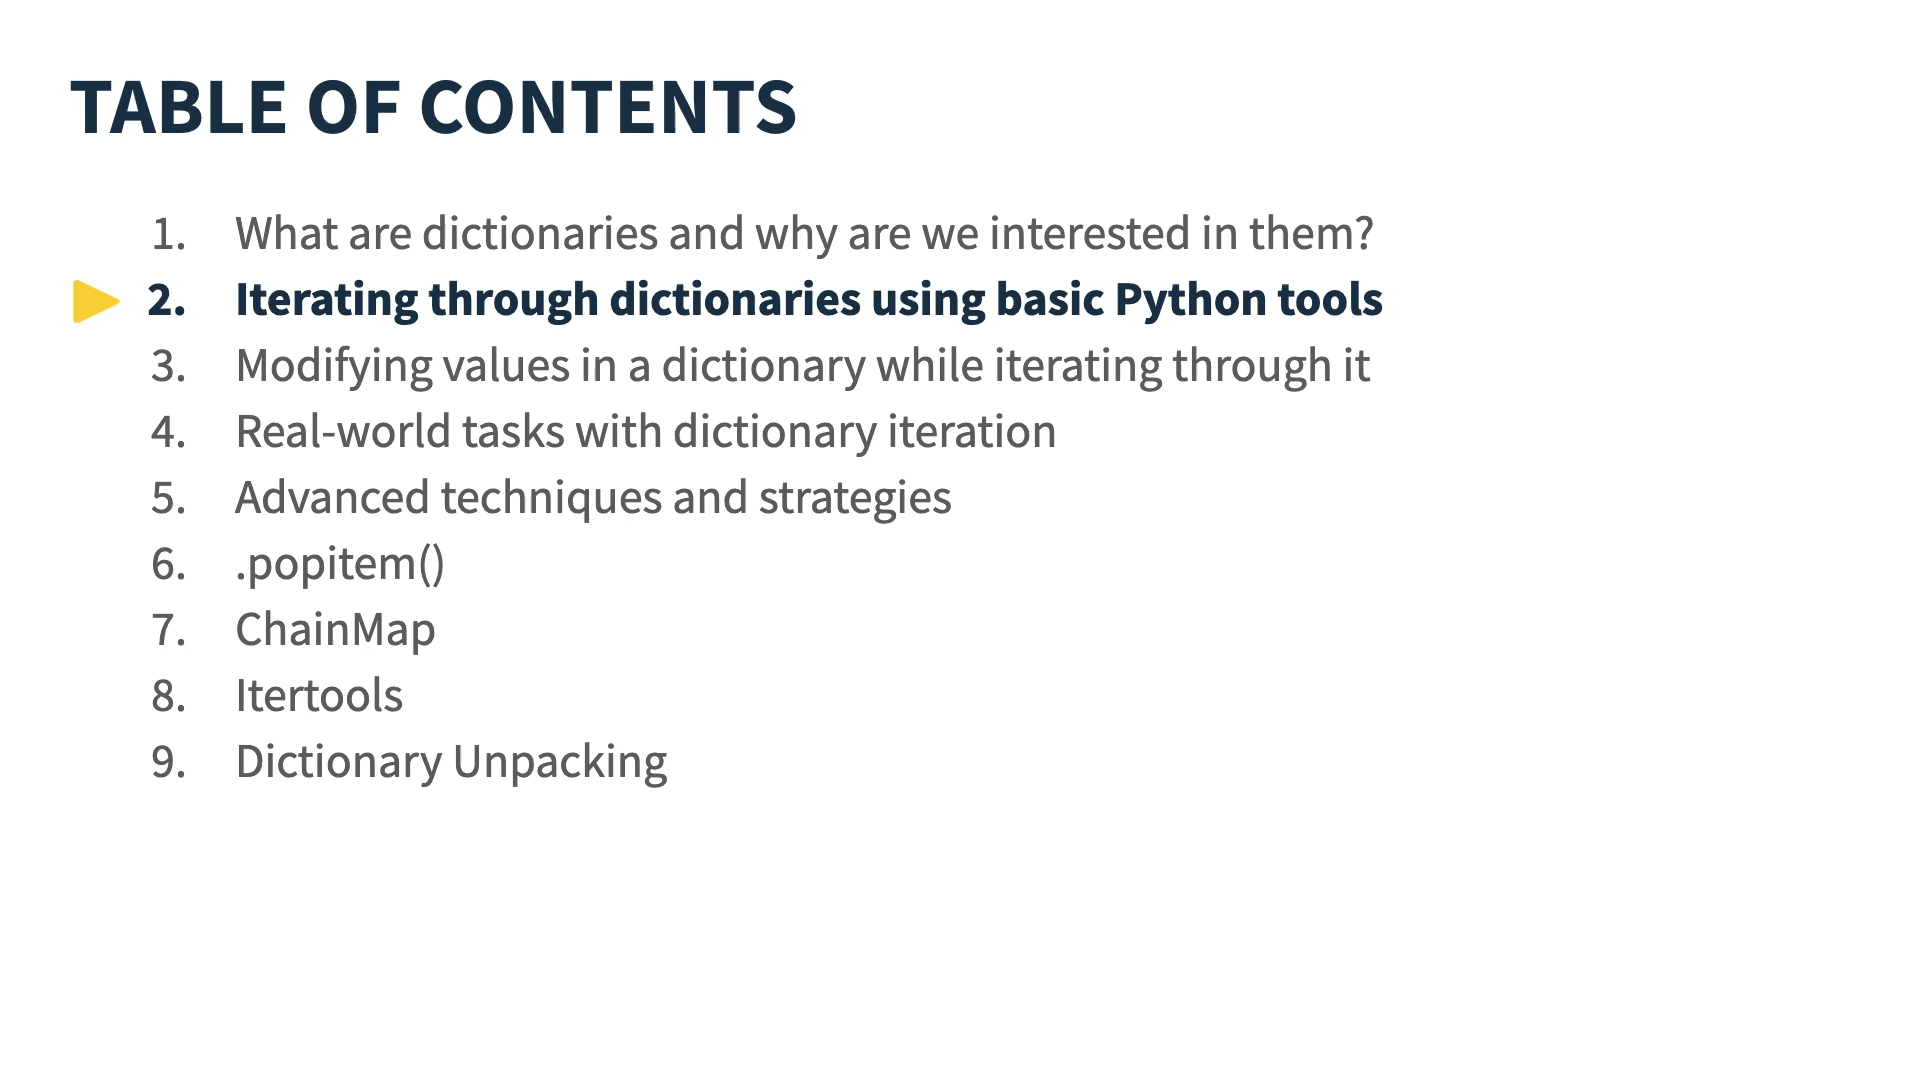 TABLE OF CONTENTS
1. What are dictionaries and why are we interested in them?
2. Iterating through dictionaries using basic Python tools
3. Modifying values in a dictionary while iterating through it
4. Real-world tasks with dictionary iteration
5. Advanced techniques and strategies
6. .popitem()
7. ChainMap
8. Itertools
9. Dictionary Unpacking